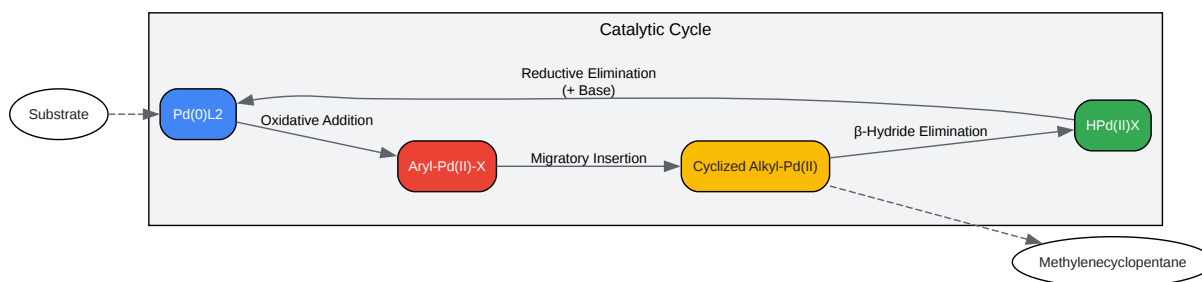 Catalytic Cycle
Reductive Elimination
(+ Base)
Substrate
Pd(0)L2
Oxidative Addition
HPd(II)X
β-Hydride Elimination
Aryl-Pd(II)-X
Migratory Insertion
Cyclized Alkyl-Pd(II)
Methylenecyclopentane